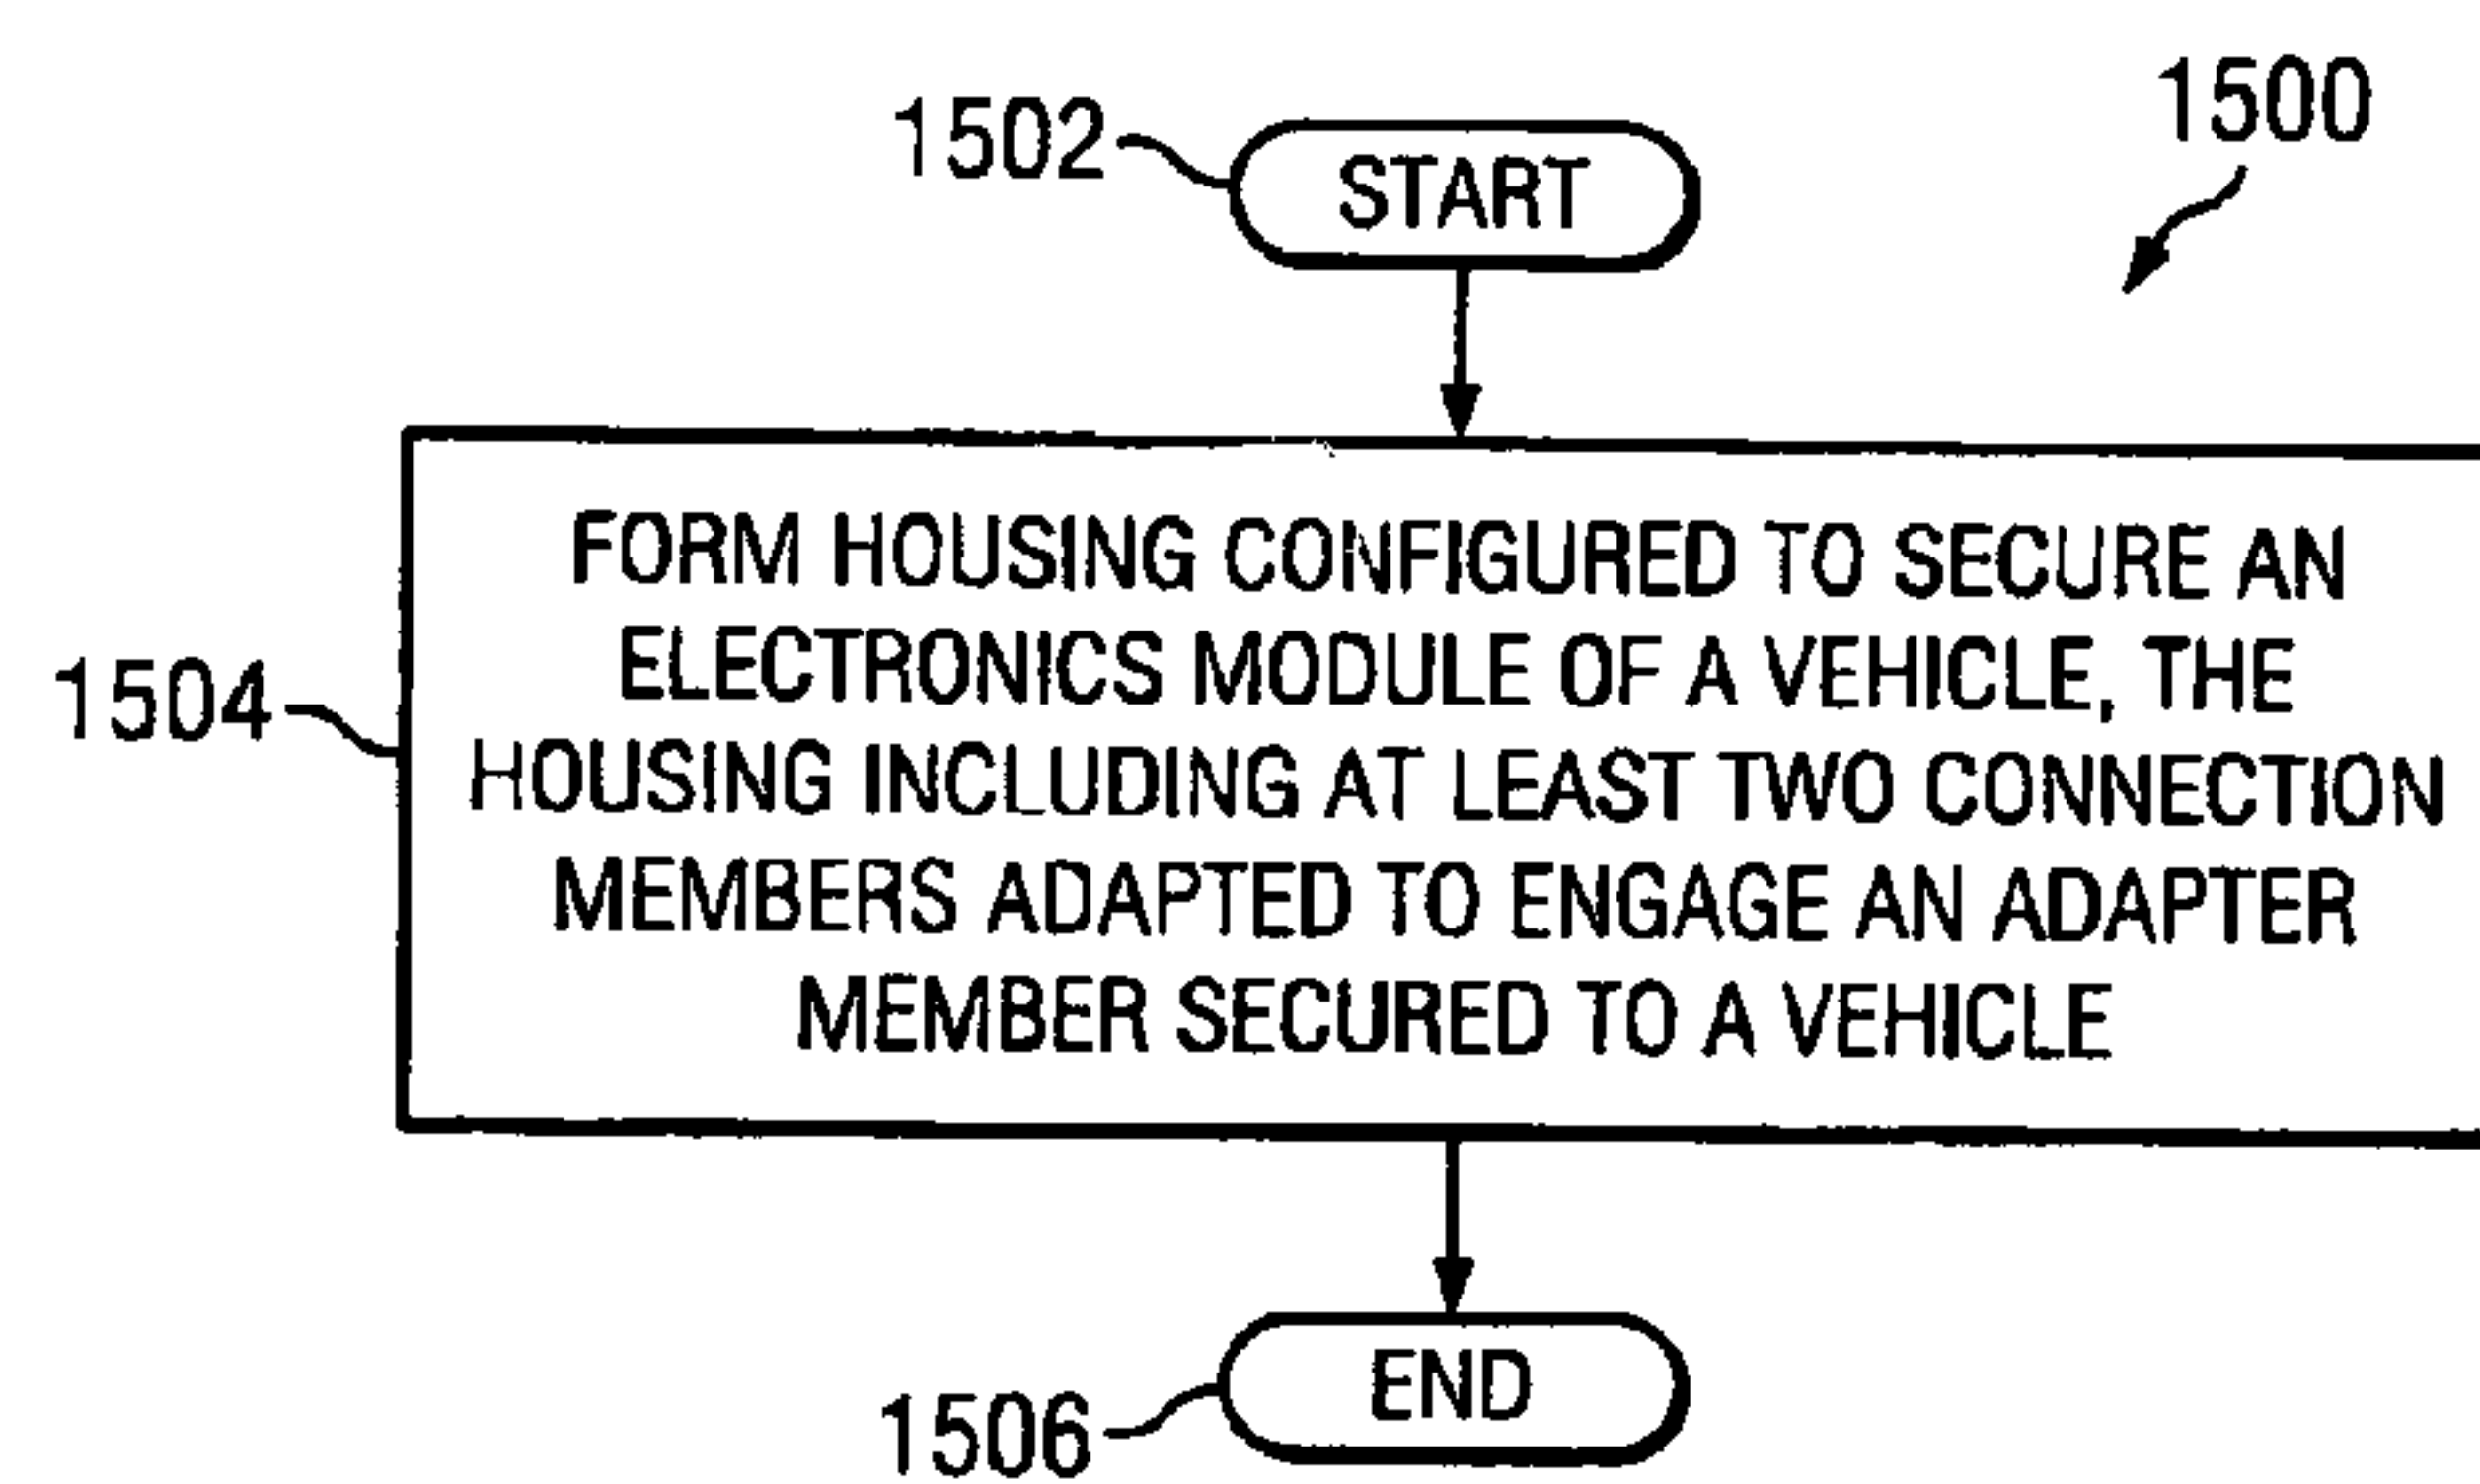 1500
1502
START
1504
FORM HOUSING CONFIGURED TO SECURE AN
ELECTRONICS MODULE OF A VEHICLE, THE
HOUSING INCLUDING AT LEAST TWO CONNECTION
MEMBERS ADAPTED TO ENGAGE AN ADAPTER
MEMBER SECURED TO A VEHICLE
1506
END